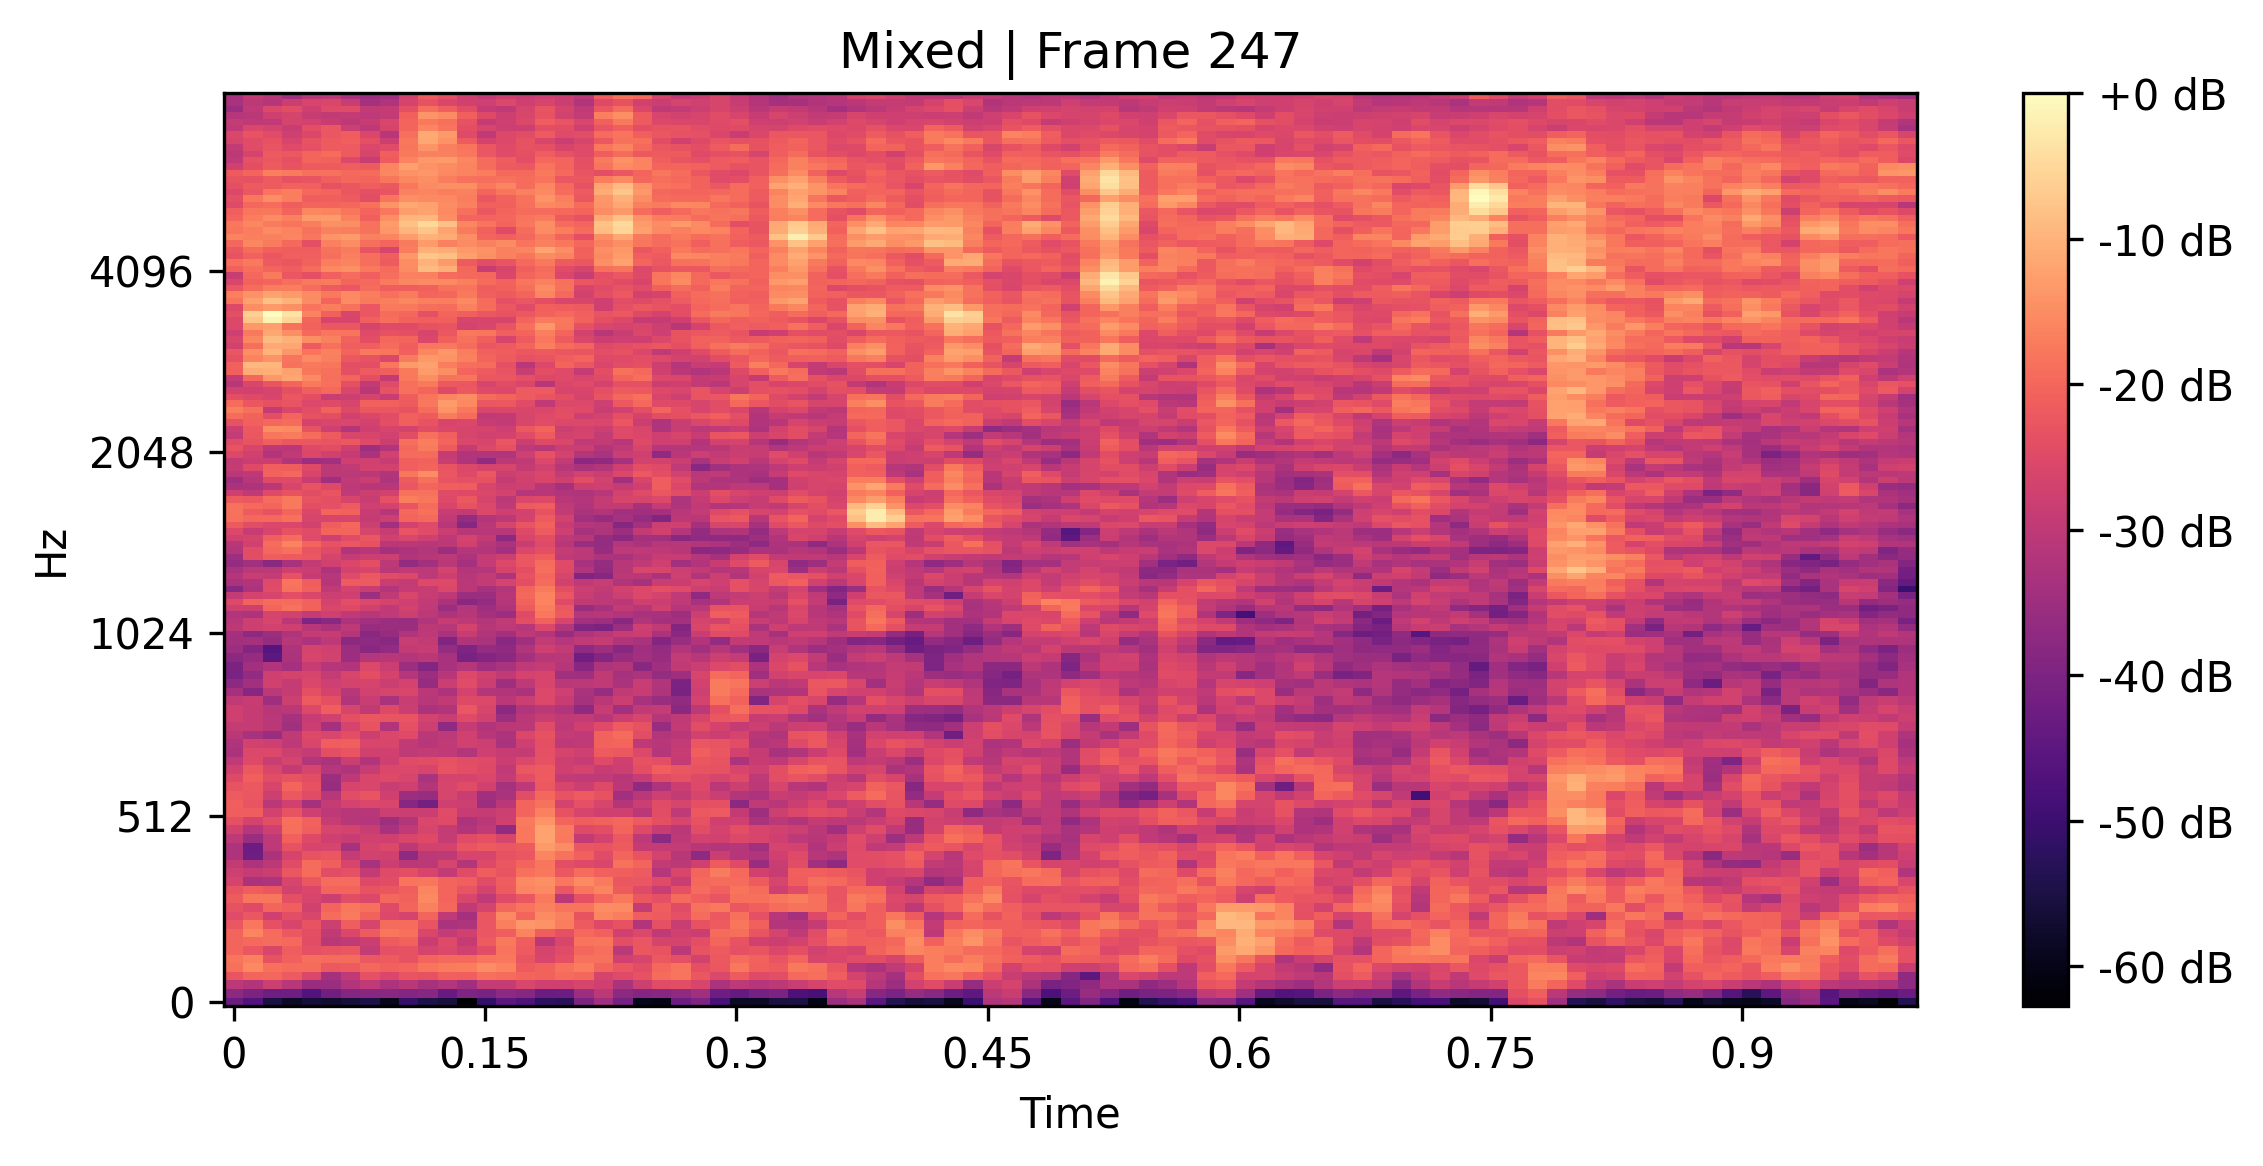 Mixed | Frame 247
+0 dB
-10 dB
-20 dB
-30 dB
-40 dB
-50 dB
-60 dB
4096
2048
1024
512
0
Hz
0 0.15 0.3 0.45 0.6 0.75 0.9
Time